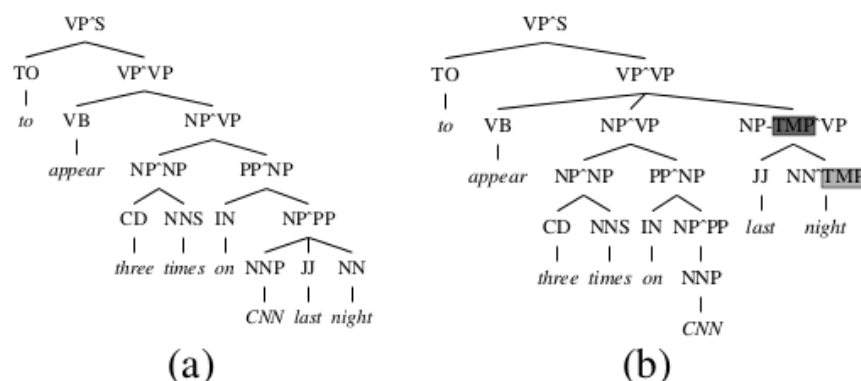 VP^S VP^S
TO VP^VP TO VP^VP
to VB NP^VP to VB NP^VP NP-TMP^VP
appear NP^NP PP^NP appear NP^NP PP^NP JJ NN^TMP
CD NNS IN NP^PP CD NNS IN NP^PP last night
three times on NNP JJ NN three times on NNP
CNN last night CNN
(a) (b)